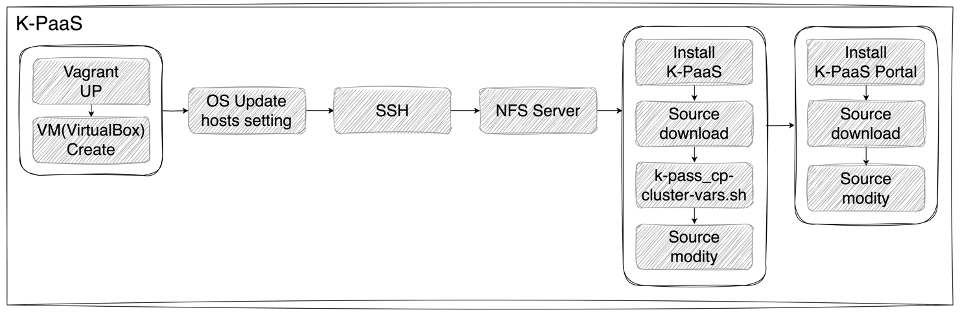 K-PaaS
Vagrant
UP
VM(VirtualBox)
Create
OS Update
hosts setting
SSH
NFS Server
Install
K-PaaS
Source
download
k-pass_cp-
cluster-vars.sh
Source
modity
Install
K-PaaS Portal
Source
download
Source
modity